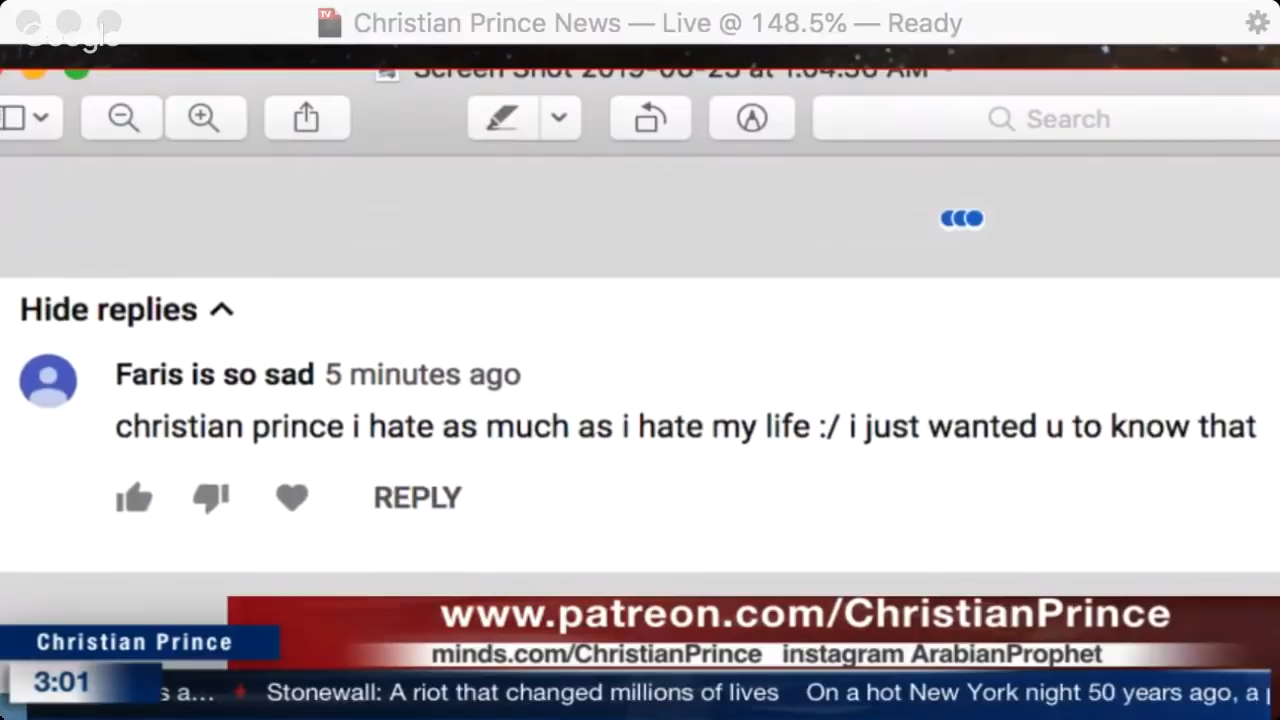 Christian Prince News — Live @ 148.5% — Ready
Google
Screen Shot 2019-06-23 at 1.04.30 AM
Search
Hide replies
Faris is so sad 5 minutes ago
christian prince i hate as much as i hate my life :/ i just wanted u to know that
REPLY
www.patreon.com/ChristianPrince
Christian Prince
minds.com/ChristianPrince instagram ArabianProphet
3:01
s a... Stonewall: A riot that changed millions of lives On a hot New York night 50 years ago, a